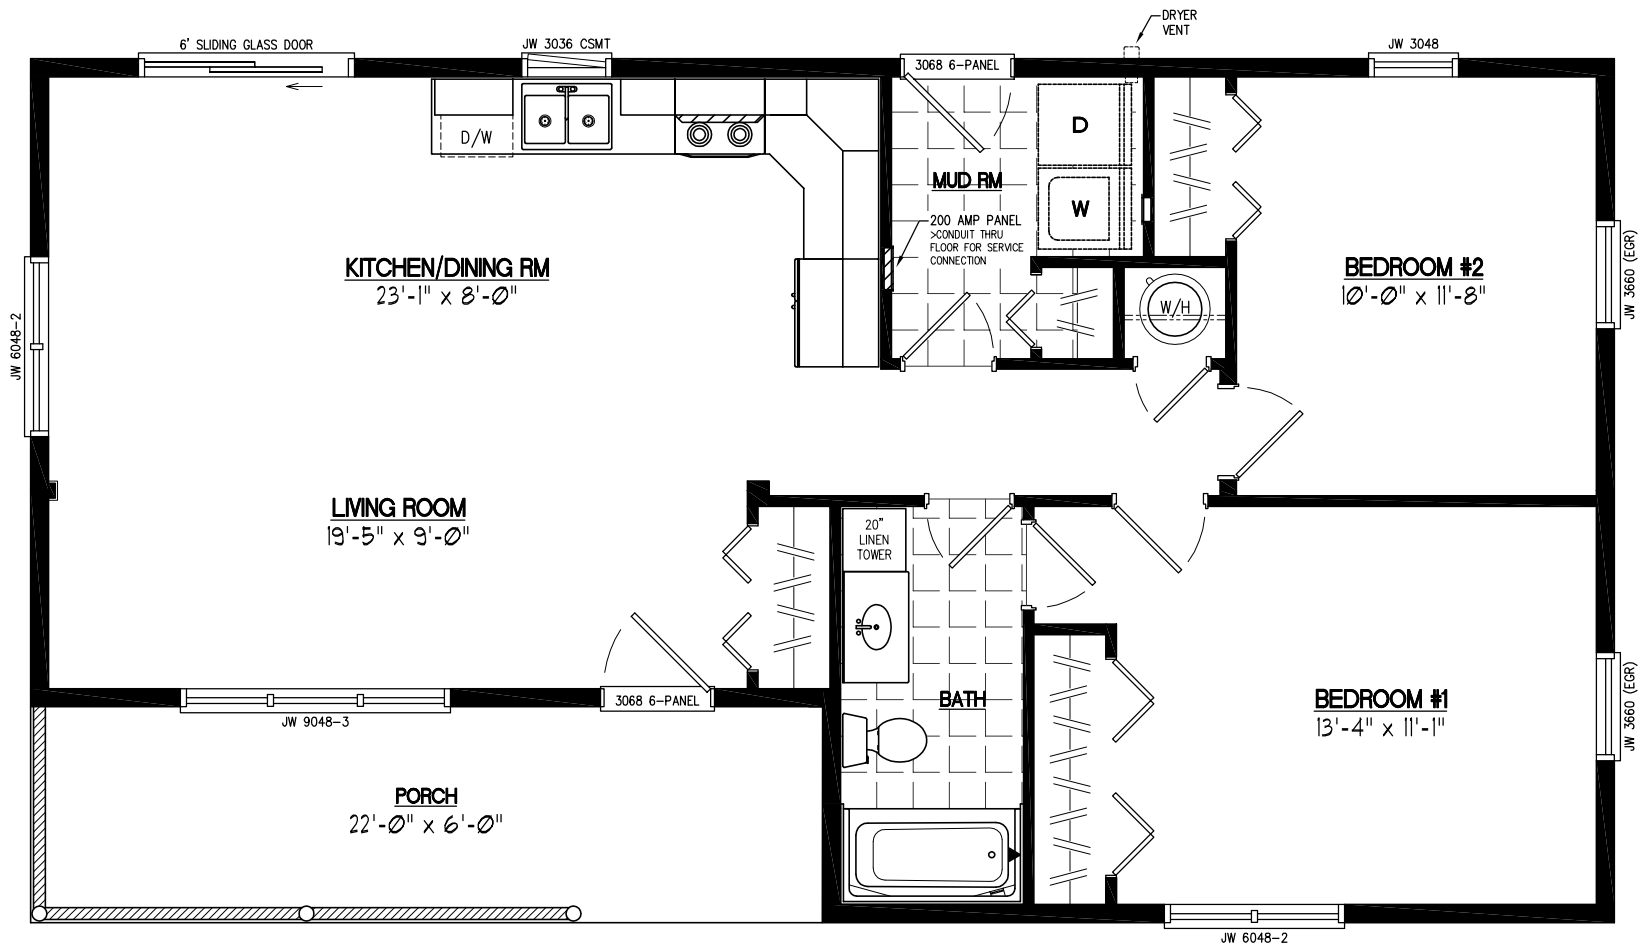 DRYER
VENT
6' SLIDING GLASS DOOR
JW 3036 CSMT
3068 6-PANEL
JW 3048
D/W
D
MUD RM
W
200 AMP PANEL
>CONDUIT THRU
FLOOR FOR SERVICE
CONNECTION
KITCHEN/DINING RM
23'-1" x 8'-0"
BEDROOM #2
10'-0" x 11'-8"
JW 3660 (EGR)
W/H
JW 6048-2
LIVING ROOM
19'-5" x 9'-0"
20"
LINEN
TOWER
BATH
BEDROOM #1
13'-4" x 11'-1"
JW 3660 (EGR)
3068 6-PANEL
JW 9048-3
PORCH
22'-0" x 6'-0"
JW 6048-2